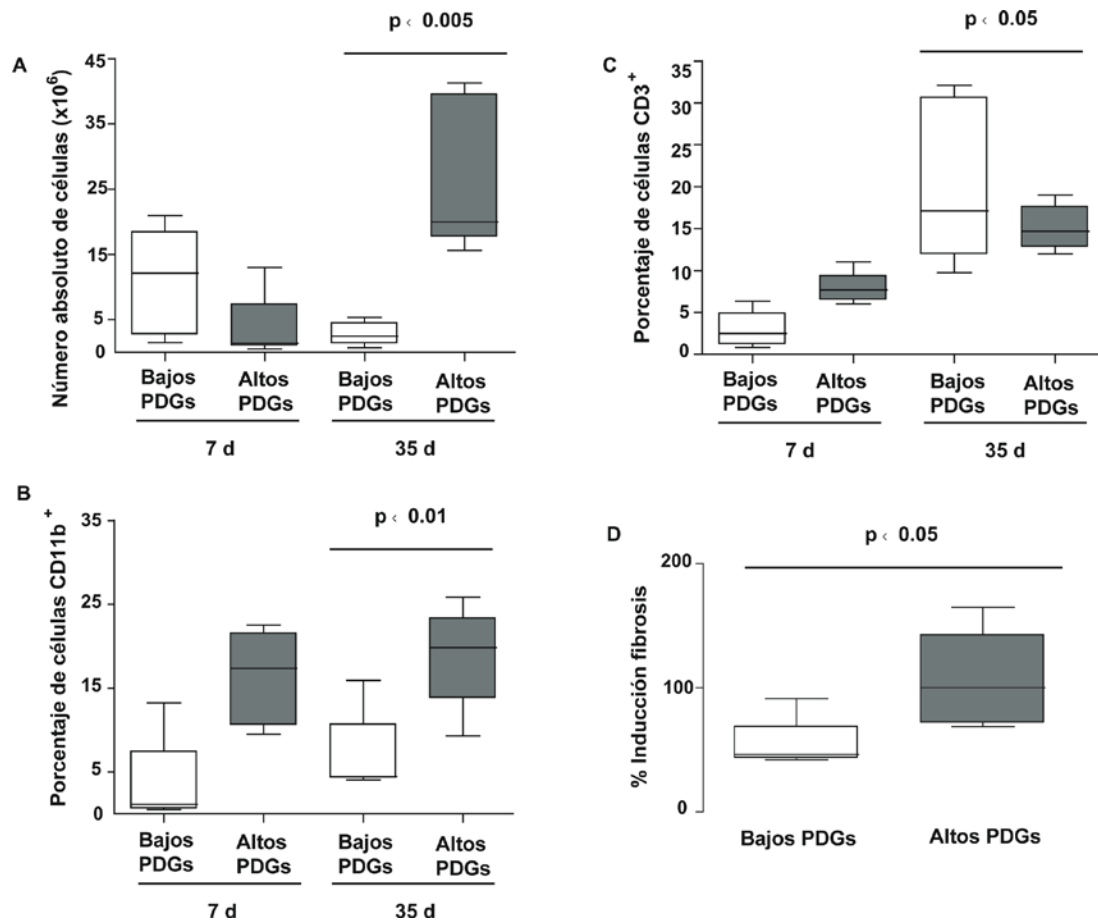 A
p < 0.005
Número absoluto de células (x10⁶)
45
35
25
15
5
0
Bajos PDGs
Altos PDGs
Bajos PDGs
Altos PDGs
7 d
35 d
B
p < 0.01
Porcentaje de células CD11b⁺
35
25
15
5
0
Bajos PDGs
Altos PDGs
Bajos PDGs
Altos PDGs
7 d
35 d
C
p < 0.05
Porcentaje de células CD3⁺
35
30
25
20
15
10
5
0
Bajos PDGs
Altos PDGs
Bajos PDGs
Altos PDGs
7 d
35 d
D
p < 0.05
% Inducción fibrosis
200
100
0
Bajos PDGs
Altos PDGs